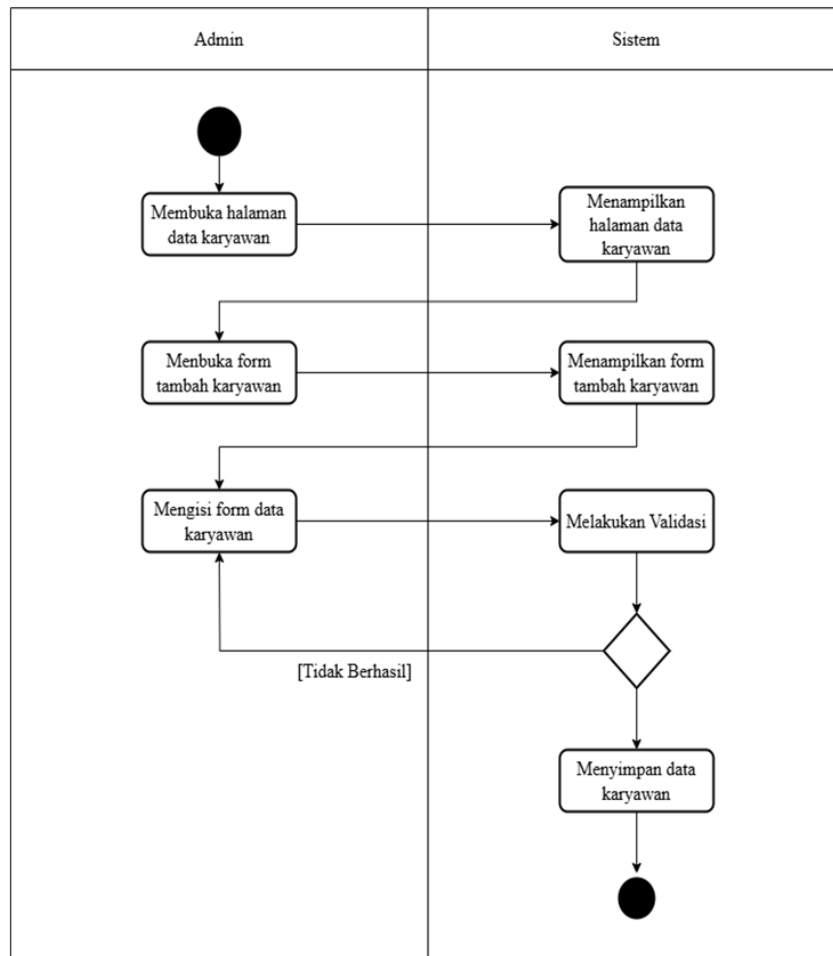 Admin
Sistem
Membuka halaman
data karyawan
Menampilkan
halaman data
karyawan
Menbuka form
tambah karyawan
Menampilkan form
tambah karyawan
Mengisi form data
karyawan
Melakukan Validasi
[Tidak Berhasil]
Menyimpan data
karyawan